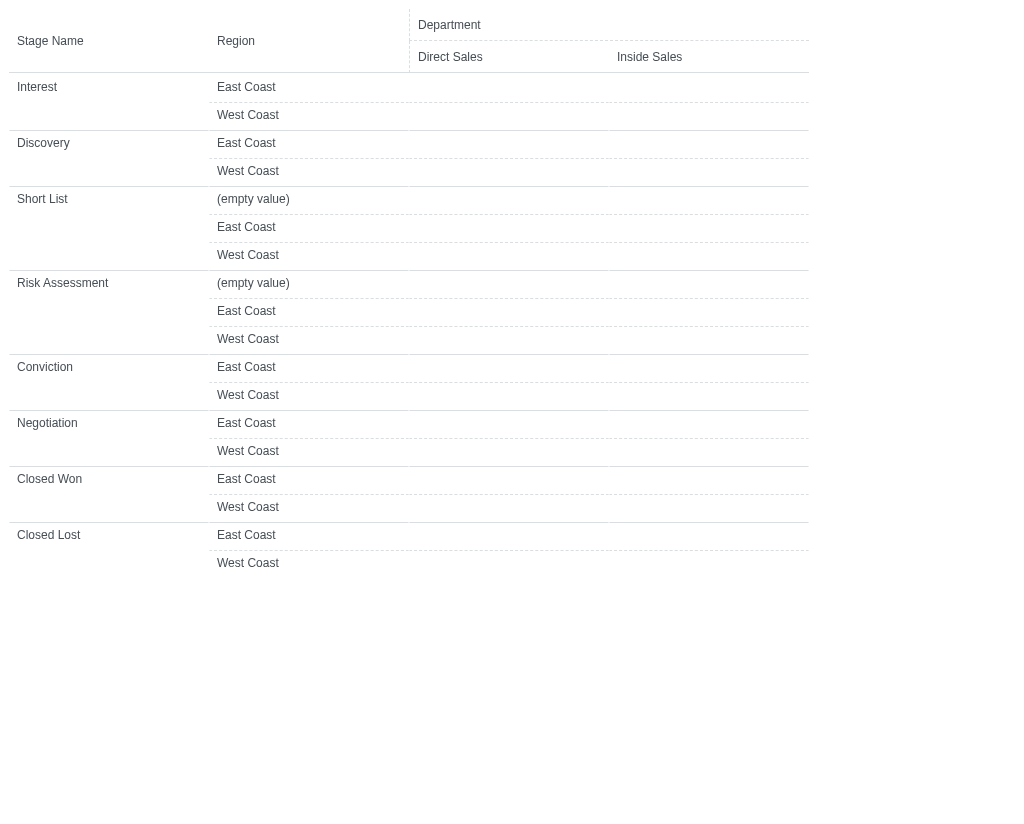 Department
Stage Name Region
Direct Sales Inside Sales
Interest East Coast
West Coast
Discovery East Coast
West Coast
Short List (empty value)
East Coast
West Coast
Risk Assessment (empty value)
East Coast
West Coast
Conviction East Coast
West Coast
Negotiation East Coast
West Coast
Closed Won East Coast
West Coast
Closed Lost East Coast
West Coast